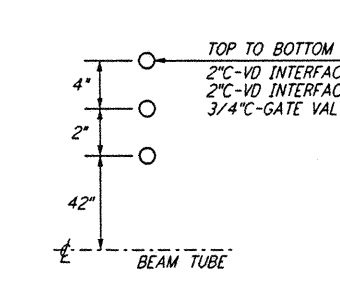 TOP TO BOTTOM
4"
2"C-VD INTERFAC
2"C-VD INTERFAC
3/4"C-GATE VAL
2"
42"
℄
BEAM TUBE